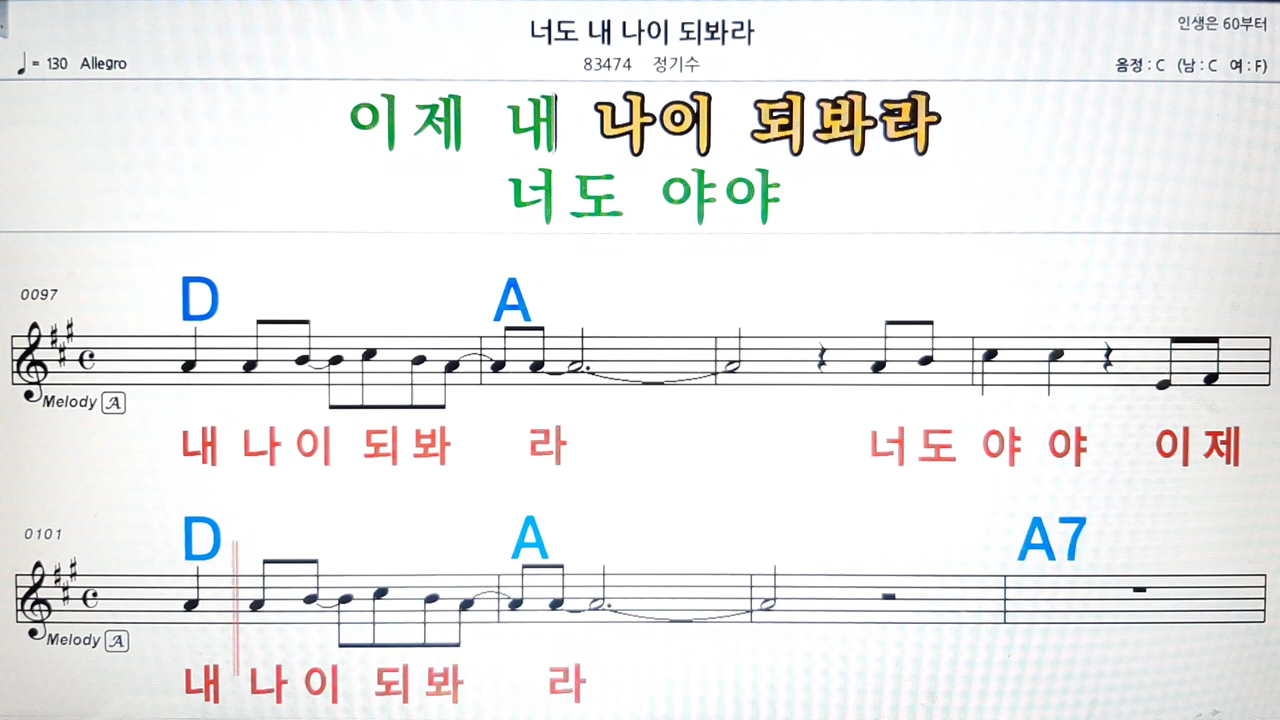 너도 내 나이 되봐라
인생은 60부터
♩= 130 Allegro
83474 정기수
음정 : C (남 : C 여 : F)
이제 내 나이 되봐라
너도 야야
0097
D A
Melody A
내 나 이 되 봐 라 너 도 야 야 이 제
0101
D A A7
Melody A
내 나 이 되 봐 라